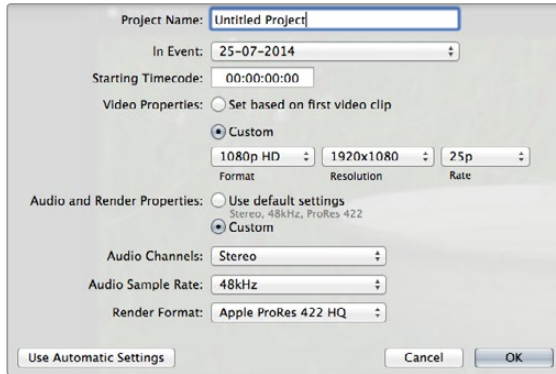 Project Name: Untitled Project
In Event: 25-07-2014
Starting Timecode: 00:00:00:00
Video Properties: Set based on first video clip
Custom
1080p HD 1920x1080 25p
Format Resolution Rate
Audio and Render Properties: Use default settings
Stereo, 48kHz, ProRes 422
Custom
Audio Channels: Stereo
Audio Sample Rate: 48kHz
Render Format: Apple ProRes 422 HQ
Use Automatic Settings Cancel OK